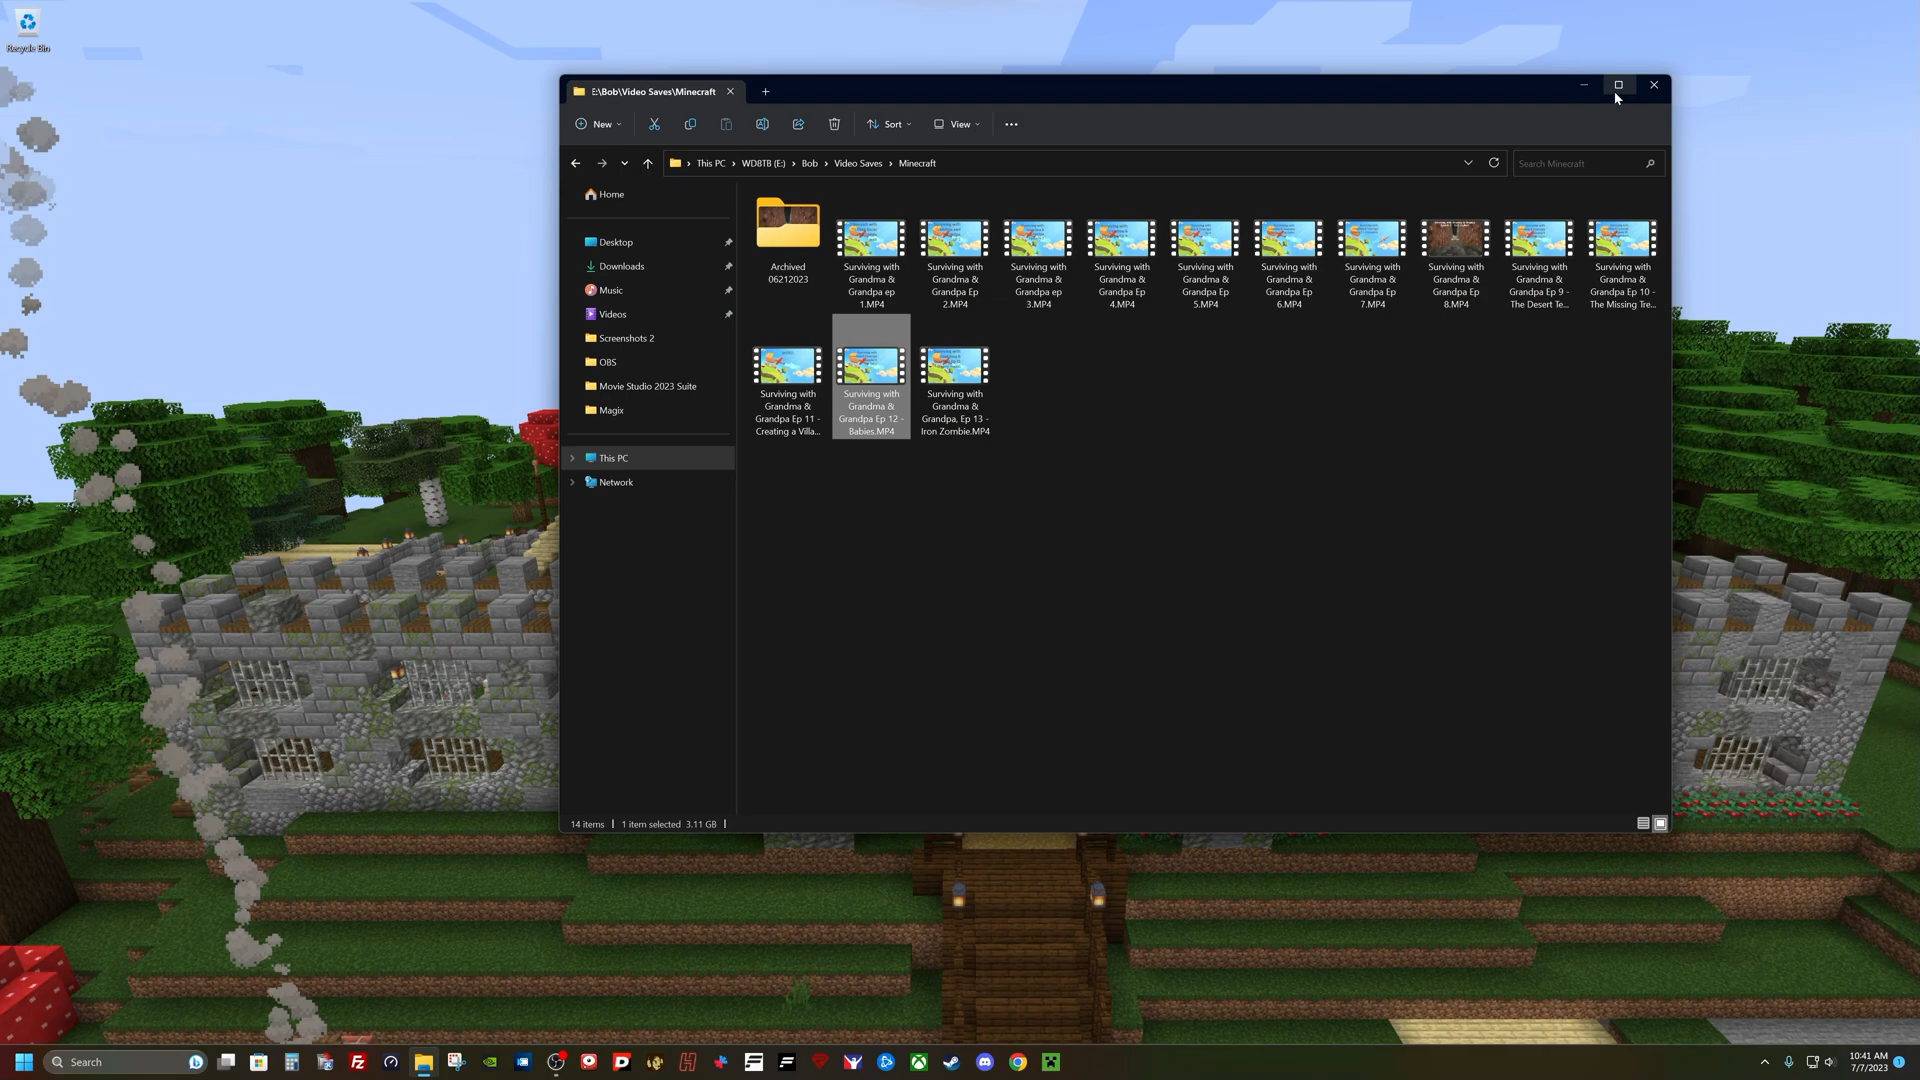 Recycle Bin
E:\Bob\Video Saves\Minecraft
New
Sort
View
This PC > WD8TB (E:) > Bob > Video Saves > Minecraft
Search Minecraft
Home
Desktop
Downloads
Music
Videos
Screenshots 2
OBS
Movie Studio 2023 Suite
Magix
This PC
Network
Archived
06212023
Surviving with
Grandma &
Grandpa ep
1.MP4
Surviving with
Grandma &
Grandpa Ep
2.MP4
Surviving with
Grandma &
Grandpa ep
3.MP4
Surviving with
Grandma &
Grandpa Ep
4.MP4
Surviving with
Grandma &
Grandpa Ep
5.MP4
Surviving with
Grandma &
Grandpa Ep
6.MP4
Surviving with
Grandma &
Grandpa Ep
7.MP4
Surviving with
Grandma &
Grandpa Ep
8.MP4
Surviving with
Grandma &
Grandpa Ep 9 -
The Desert Te...
Surviving with
Grandma &
Grandpa Ep 10 -
The Missing Tre...
Surviving with
Grandma &
Grandpa Ep 11 -
Creating a Villa...
Surviving with
Grandma &
Grandpa Ep 12 -
Babies.MP4
Surviving with
Grandma &
Grandpa, Ep 13 -
Iron Zombie.MP4
14 items
1 item selected 3.11 GB
Search
10:41 AM
7/7/2023
1